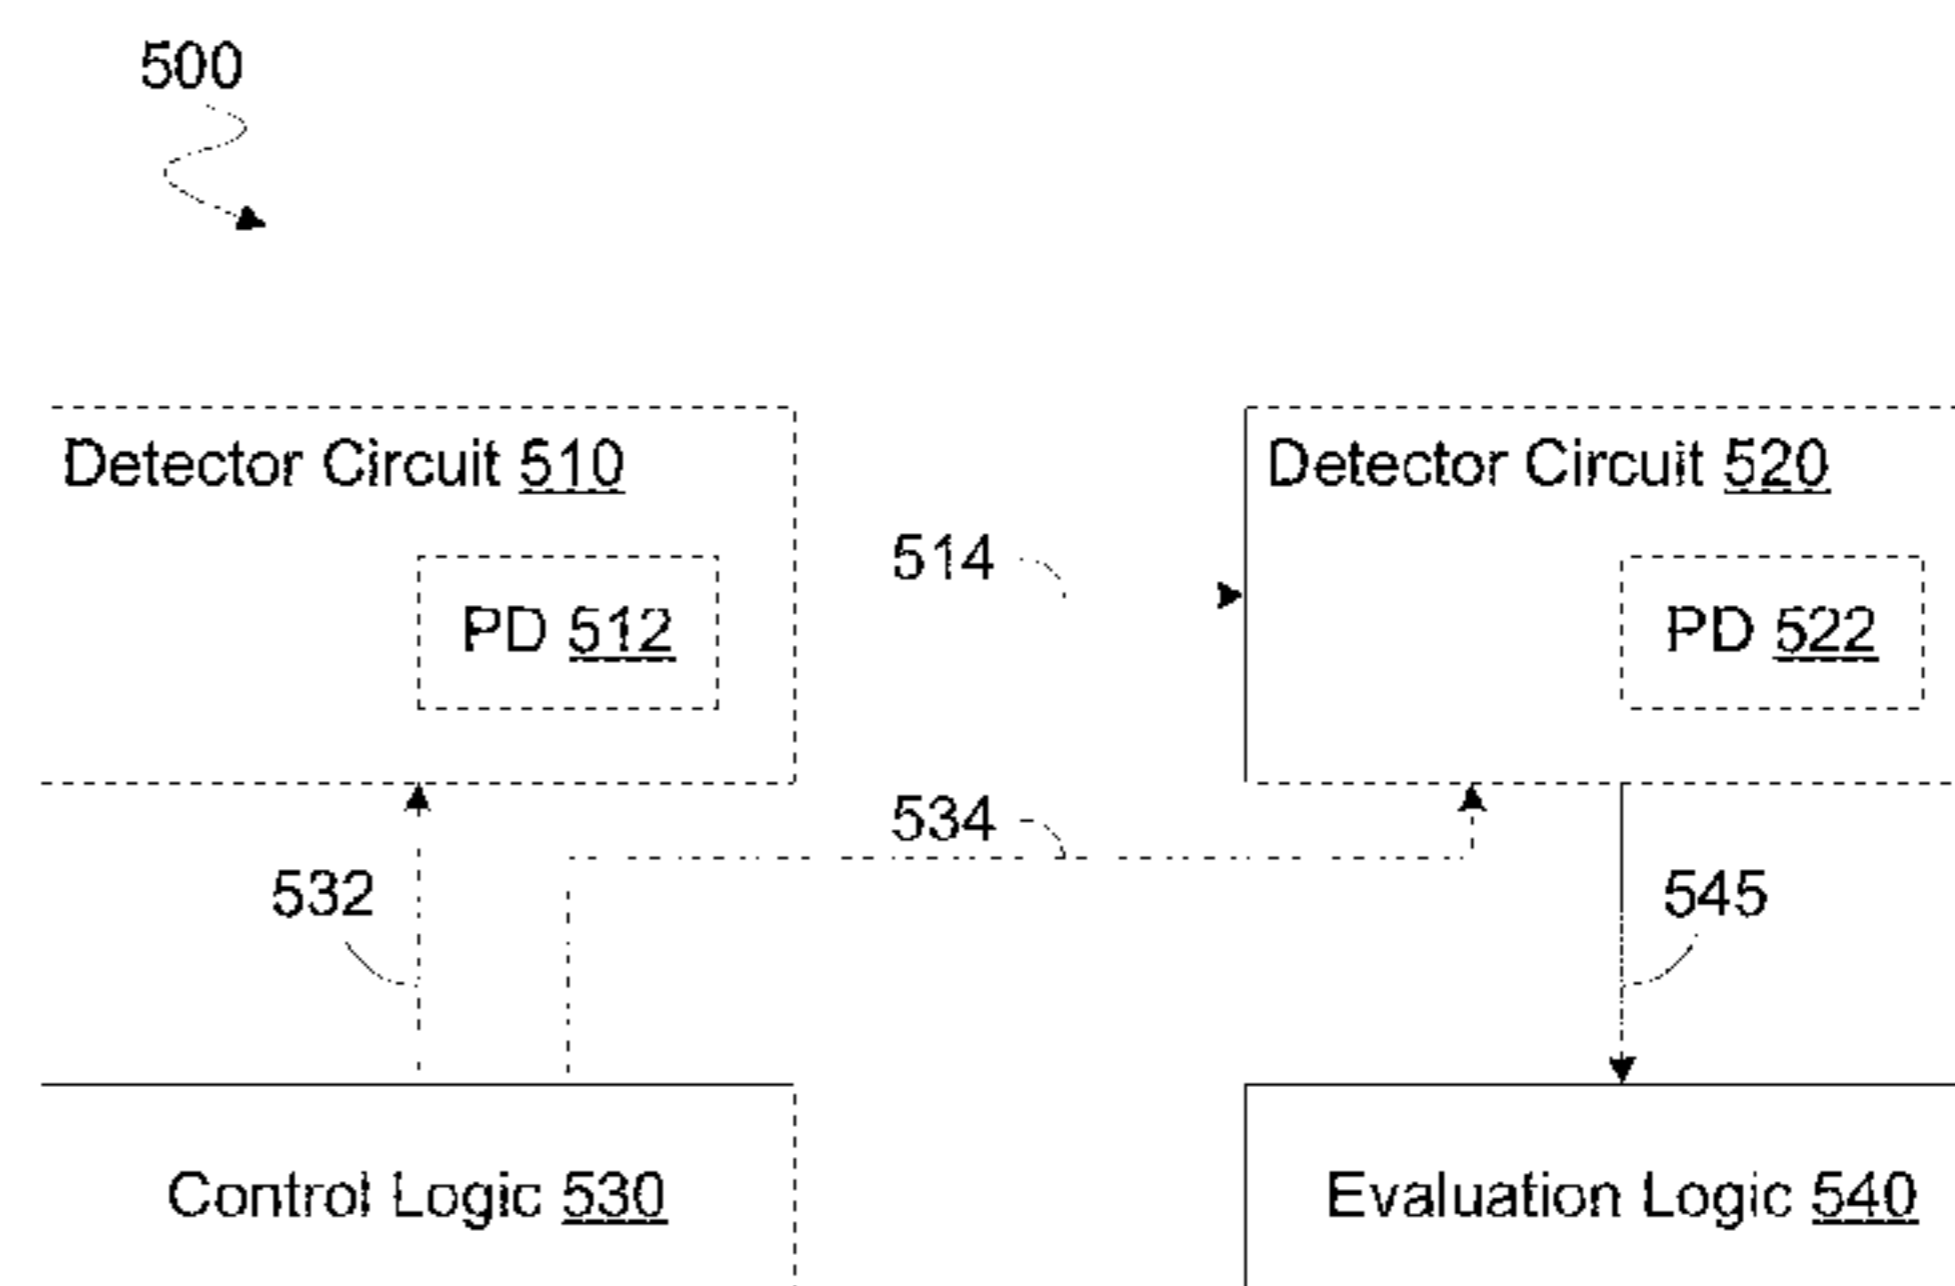 500
Detector Circuit 510
Detector Circuit 520
514
PD 512
PD 522
534
532
545
Control Logic 530
Evaluation Logic 540